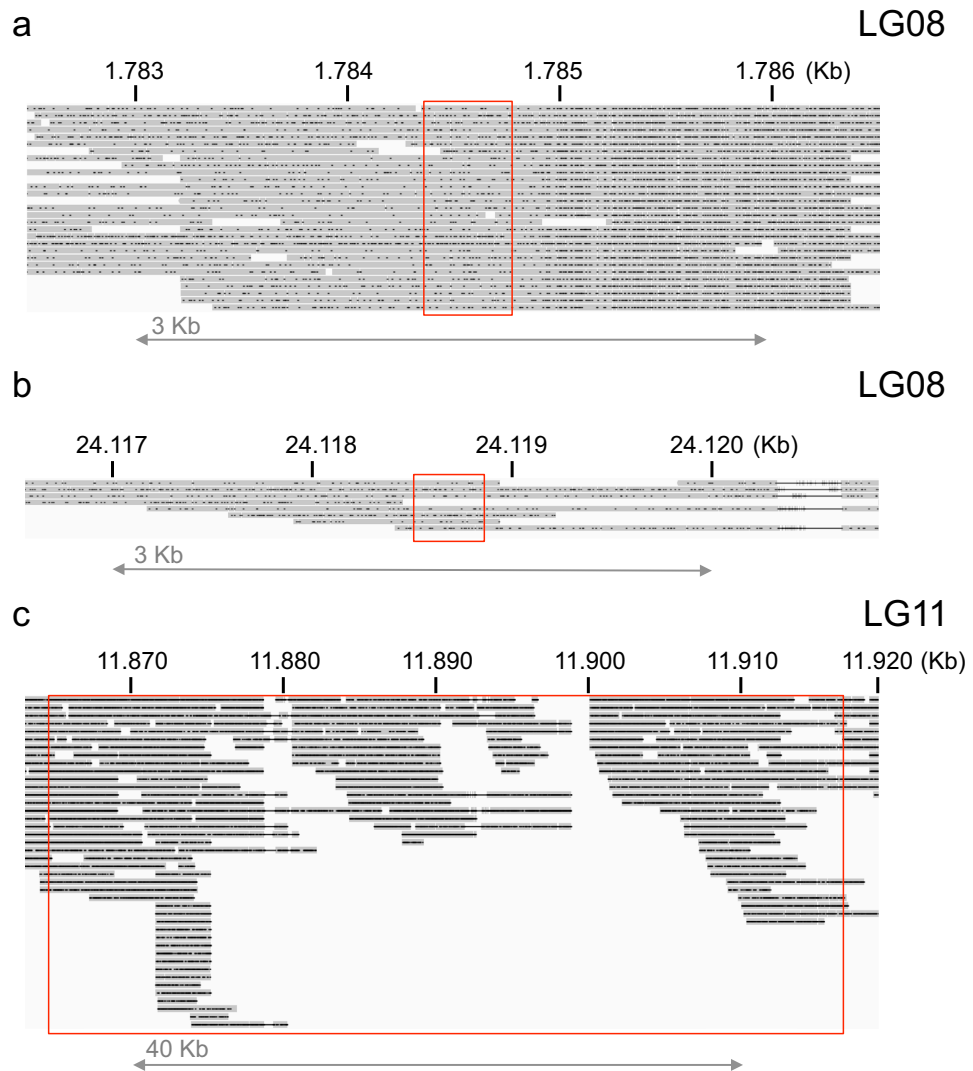 a LG08
1.783 1.784 1.785 1.786 (Kb)
3 Kb
b LG08
24.117 24.118 24.119 24.120 (Kb)
3 Kb
c LG11
11.870 11.880 11.890 11.900 11.910 11.920 (Kb)
40 Kb